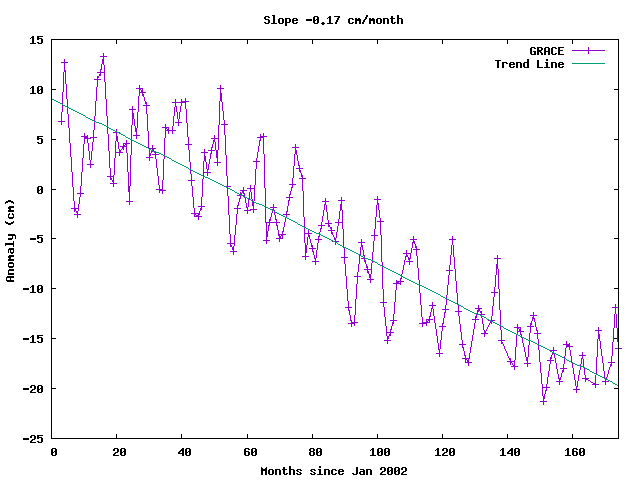 Slope -0.17 cm/month
GRACE
Trend Line
15
10
5
0
-5
-10
-15
-20
-25
Anomaly (cm)
0 20 40 60 80 100 120 140 160
Months since Jan 2002